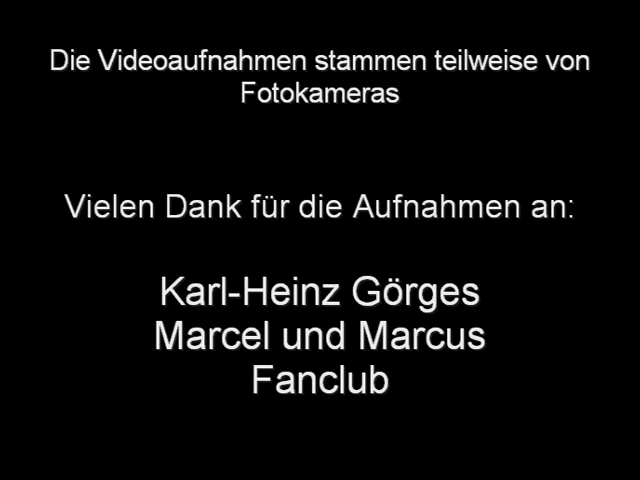 Die Videoaufnahmen stammen teilweise von
Fotokameras
Vielen Dank für die Aufnahmen an:
Karl-Heinz Görges
Marcel und Marcus
Fanclub